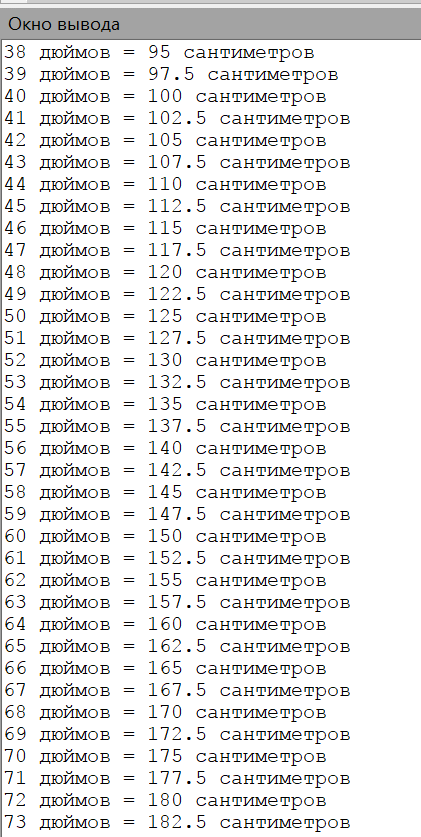 Окно вывода
38 дюймов = 95 сантиметров
39 дюймов = 97.5 сантиметров
40 дюймов = 100 сантиметров
41 дюймов = 102.5 сантиметров
42 дюймов = 105 сантиметров
43 дюймов = 107.5 сантиметров
44 дюймов = 110 сантиметров
45 дюймов = 112.5 сантиметров
46 дюймов = 115 сантиметров
47 дюймов = 117.5 сантиметров
48 дюймов = 120 сантиметров
49 дюймов = 122.5 сантиметров
50 дюймов = 125 сантиметров
51 дюймов = 127.5 сантиметров
52 дюймов = 130 сантиметров
53 дюймов = 132.5 сантиметров
54 дюймов = 135 сантиметров
55 дюймов = 137.5 сантиметров
56 дюймов = 140 сантиметров
57 дюймов = 142.5 сантиметров
58 дюймов = 145 сантиметров
59 дюймов = 147.5 сантиметров
60 дюймов = 150 сантиметров
61 дюймов = 152.5 сантиметров
62 дюймов = 155 сантиметров
63 дюймов = 157.5 сантиметров
64 дюймов = 160 сантиметров
65 дюймов = 162.5 сантиметров
66 дюймов = 165 сантиметров
67 дюймов = 167.5 сантиметров
68 дюймов = 170 сантиметров
69 дюймов = 172.5 сантиметров
70 дюймов = 175 сантиметров
71 дюймов = 177.5 сантиметров
72 дюймов = 180 сантиметров
73 дюймов = 182.5 сантиметров